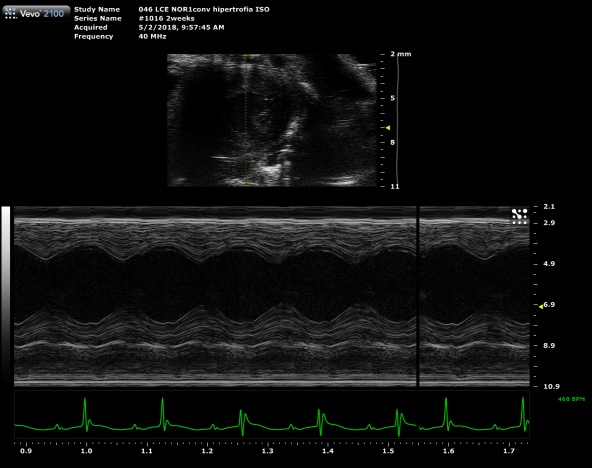 Vevo 2100
Study Name 046 LCE NOR1conv hipertrofia ISO
Series Name #1016 2weeks
Acquired 5/2/2018, 9:57:45 AM
Frequency 40 MHz
2 mm
5
8
11
2.1
2.9
4.9
6.9
8.9
10.9
468 BPM
0.9 1.0 1.1 1.2 1.3 1.4 1.5 1.6 1.7